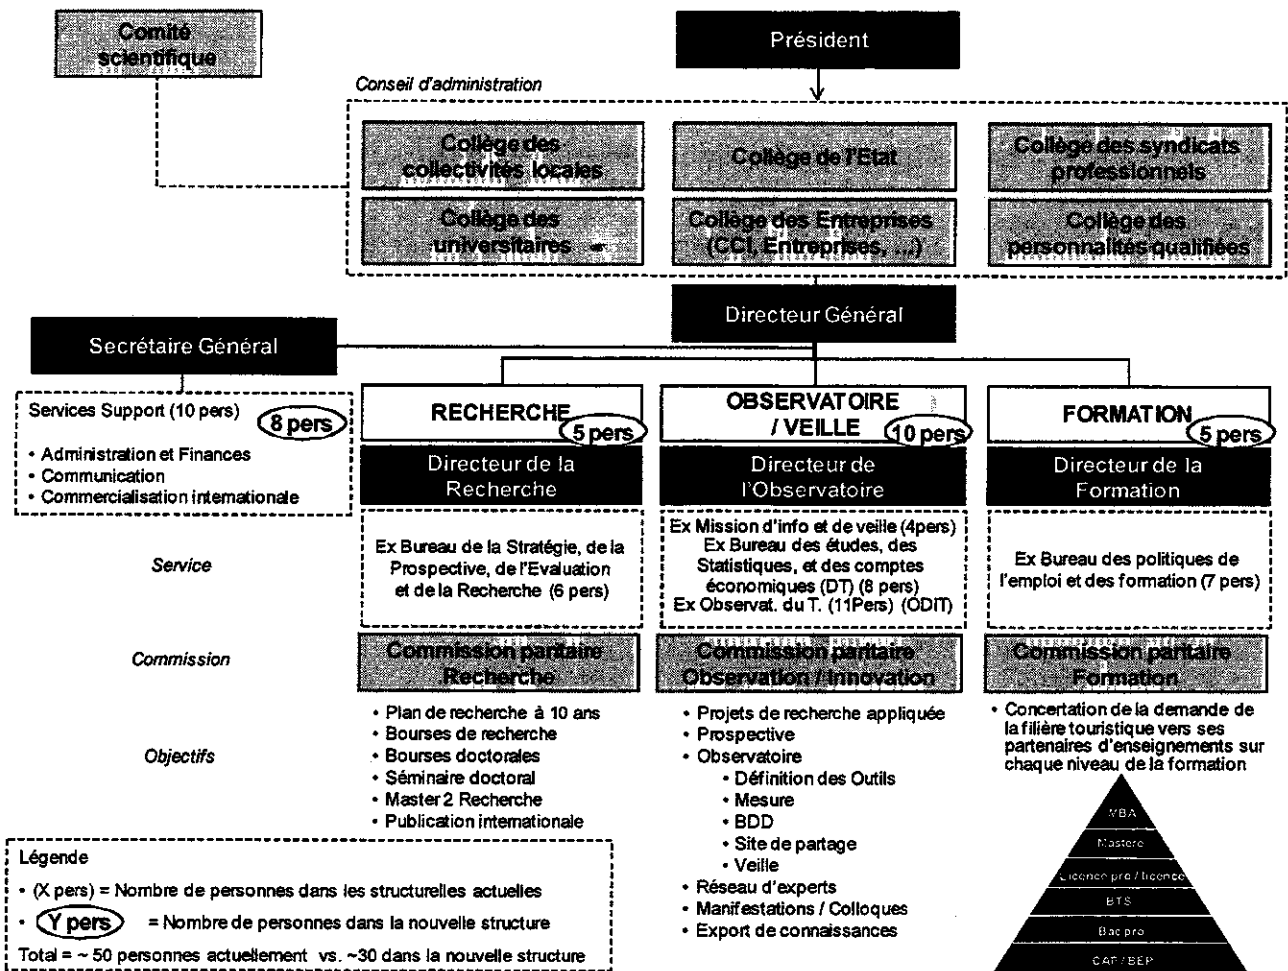 Comité
scientifique
Président
Conseil d'administration
Collège des
collectivités locales
Collège de l'Etat
Collège des syndicats
professionnels
Collège des
universitaires
Collège des Entreprises
(CCI, Entreprises, ...)
Collège des
personnalités qualifiées
Directeur Général
Secrétaire Général
Services Support (10 pers)
8 pers
• Administration et Finances
• Communication
• Commercialisation internationale
RECHERCHE
5 pers
OBSERVATOIRE
/ VEILLE
10 pers
FORMATION
5 pers
Directeur de la
Recherche
Directeur de
l'Observatoire
Directeur de la
Formation
Service
Ex Bureau de la Stratégie, de la
Prospective, de l'Evaluation
et de la Recherche (6 pers)
Ex Mission d'info et de veille (4pers)
Ex Bureau des études, des
Statistiques, et des comptes
économiques (DT) (8 pers)
Ex Observat. du T. (11Pers) (ODIT)
Ex Bureau des politiques de
l'emploi et des formation (7 pers)
Commission
Commission paritaire
Recherche
Commission paritaire
Observation / Innovation
Commission paritaire
Formation
Objectifs
• Plan de recherche à 10 ans
• Bourses de recherche
• Bourses doctorales
• Séminaire doctoral
• Master 2 Recherche
• Publication internationale
• Projets de recherche appliquée
• Prospective
• Observatoire
• Définition des Outils
• Mesure
• BDD
• Site de partage
• Veille
• Réseau d'experts
• Manifestations / Colloques
• Export de connaissances
• Concertation de la demande de
la filière touristique vers ses
partenaires d'enseignements sur
chaque niveau de la formation
MBA
Mastere
Licence pro / licence
BTS
Bac pro
CAP / BEP
Légende
• (X pers) = Nombre de personnes dans les structurelles actuelles
• Y pers = Nombre de personnes dans la nouvelle structure
Total = ~ 50 personnes actuellement vs. ~30 dans la nouvelle structure